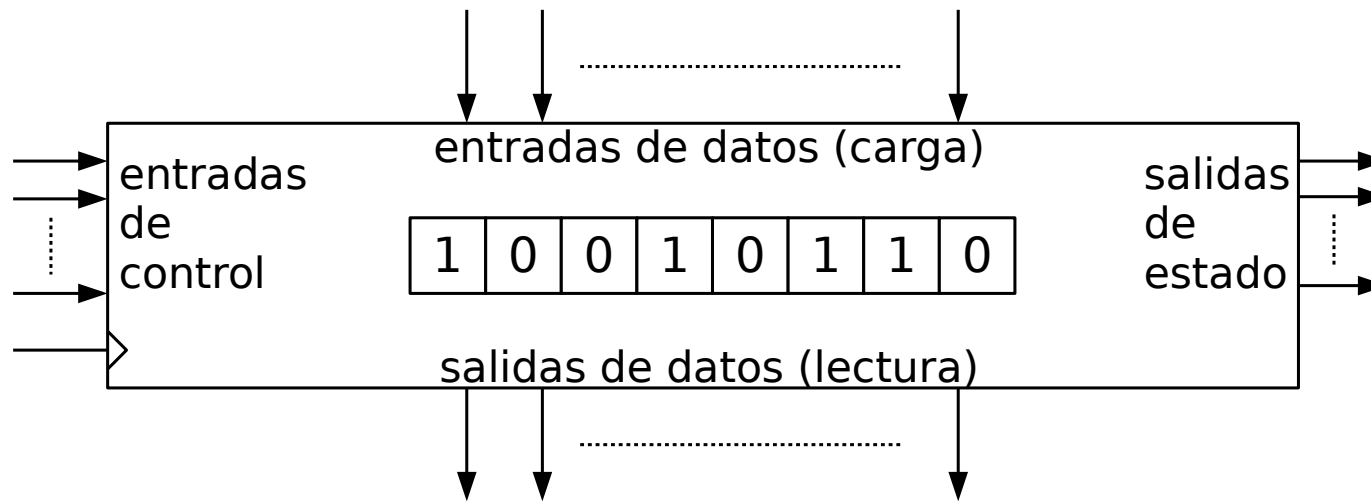 entradas de datos (carga)
entradas
de
control
1 0 0 1 0 1 1 0
salidas
de
estado
salidas de datos (lectura)